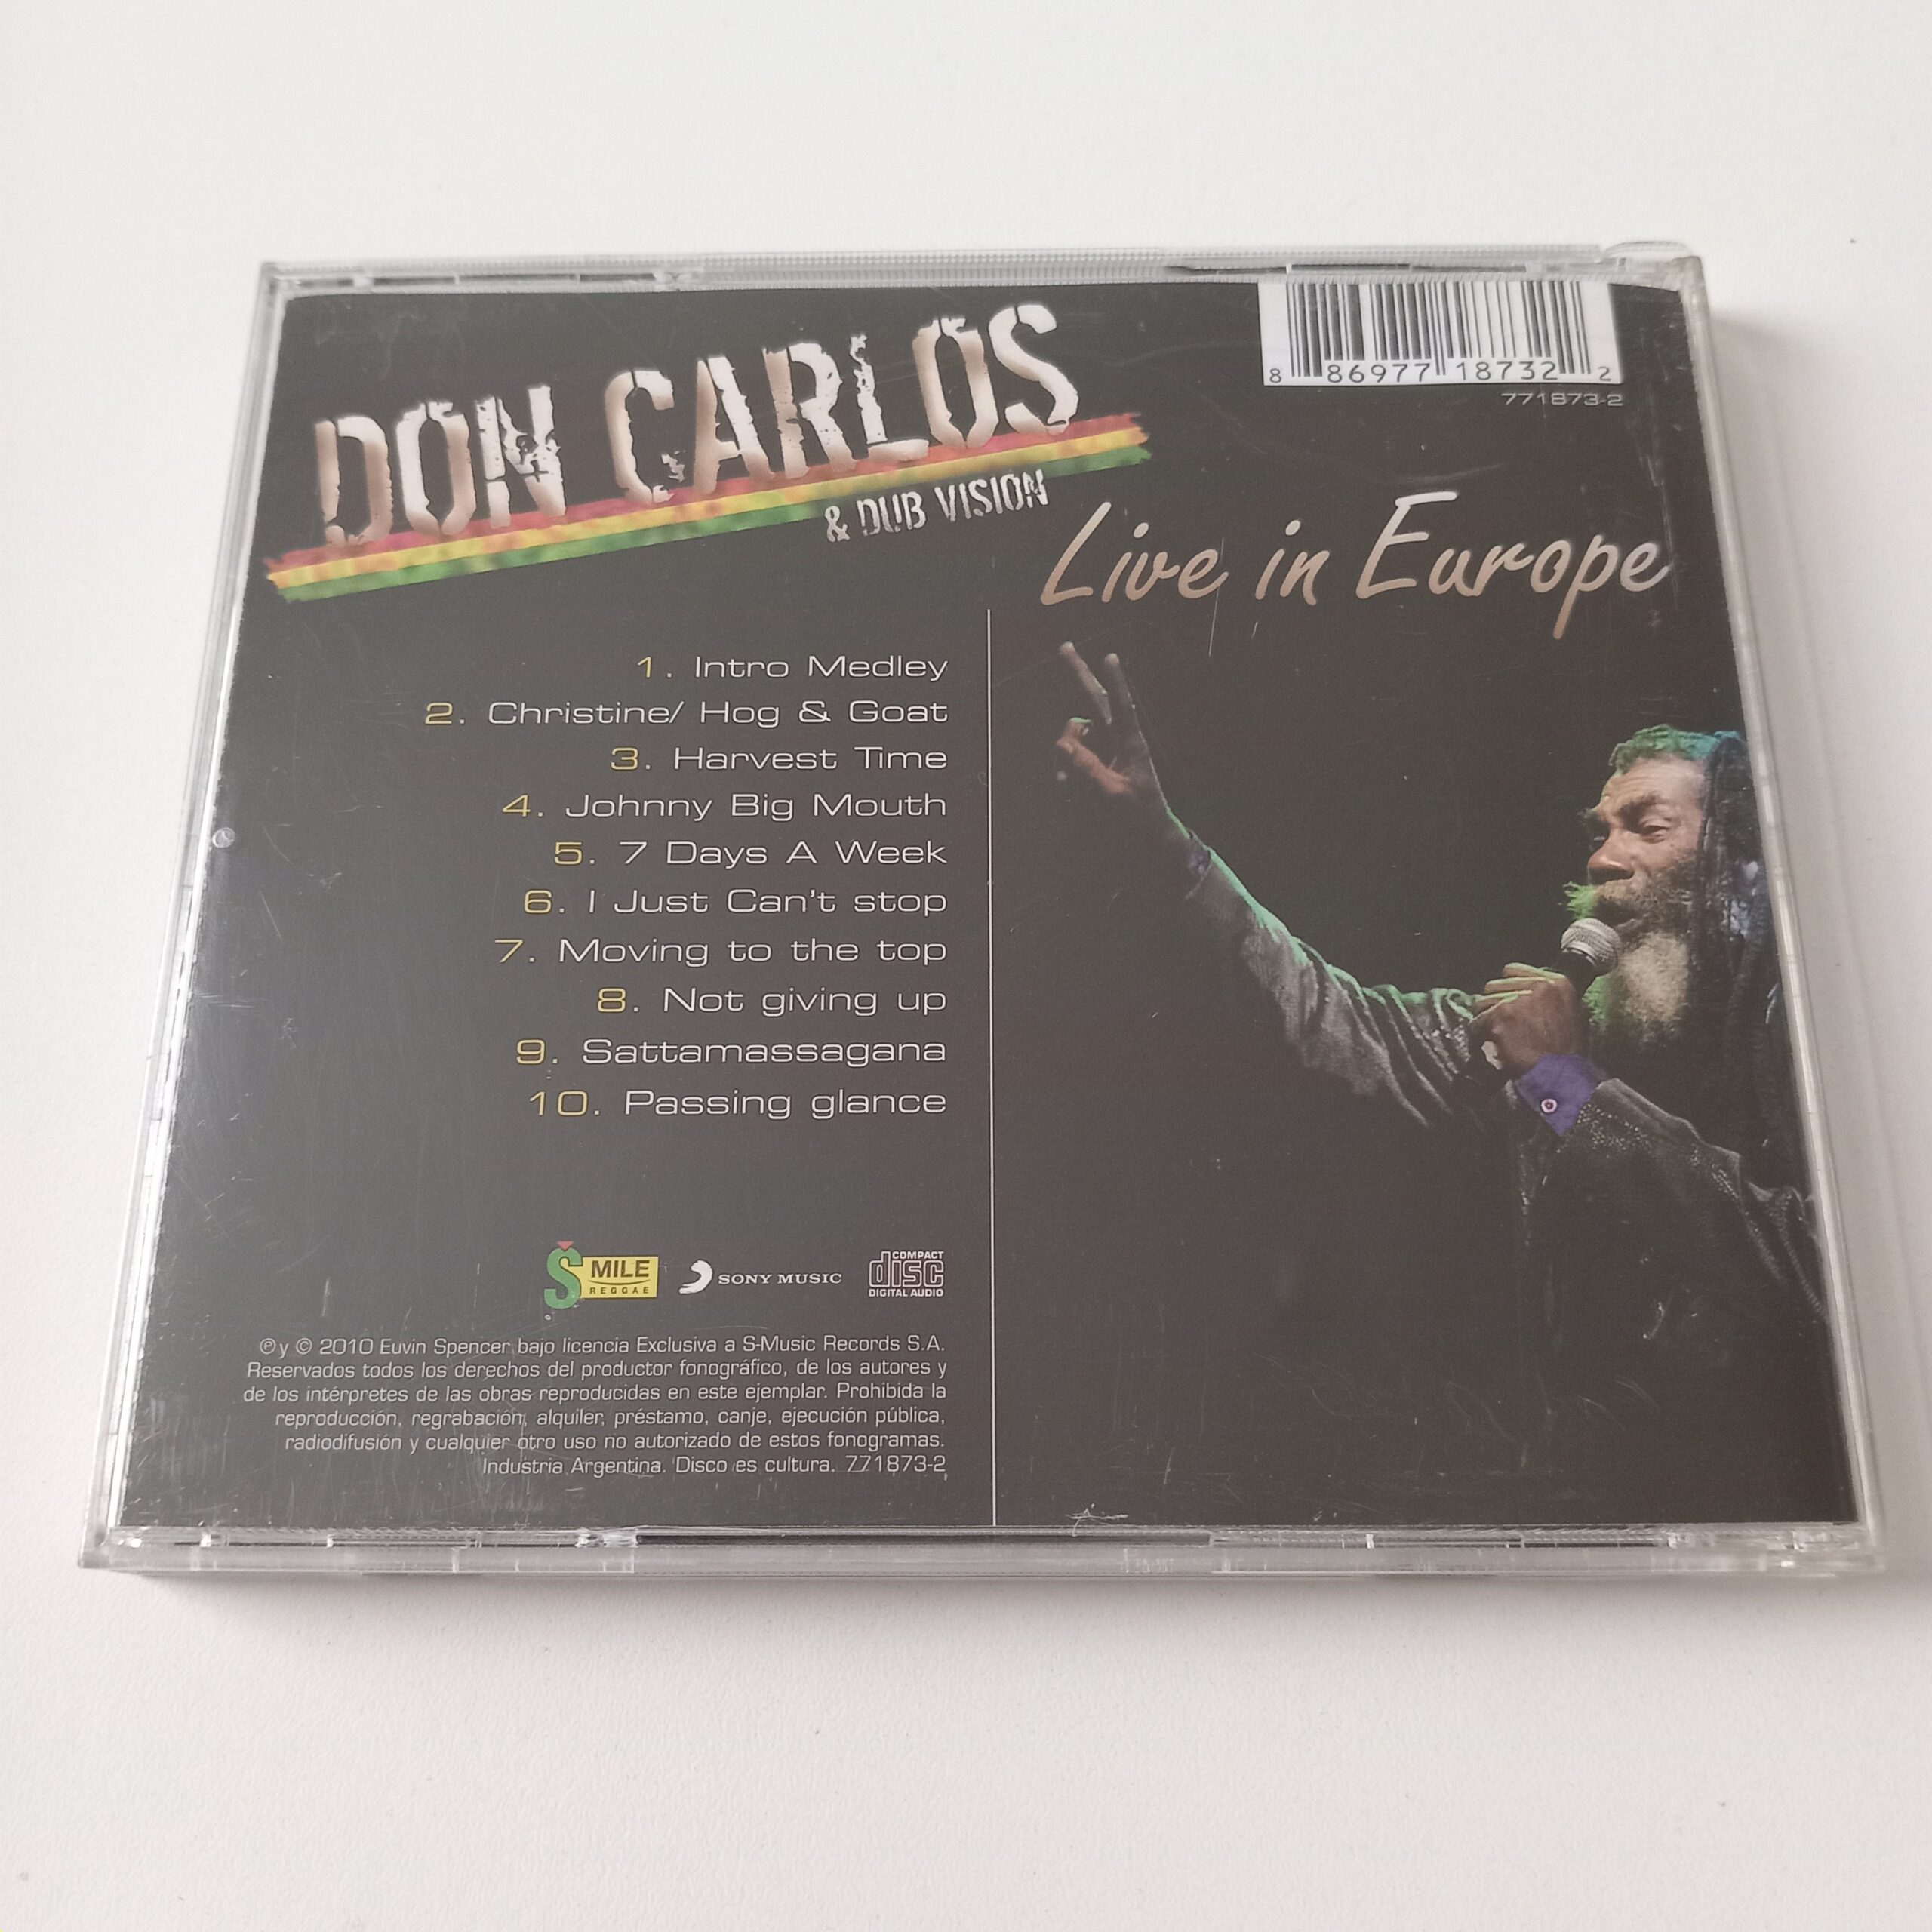 DON CARLOS
& DUB VISION
8 86977 18732 2
771873-2
Live in Europe
1. Intro Medley
2. Christine/ Hog & Goat
3. Harvest Time
4. Johnny Big Mouth
5. 7 Days A Week
6. I Just Can't stop
7. Moving to the top
8. Not giving up
9. Sattamassagana
10. Passing glance
SMILE
REGGAE
SONY MUSIC
COMPACT
disc
DIGITAL AUDIO
℗ y © 2010 Euvin Spencer bajo licencia Exclusiva a S-Music Records S.A.
Reservados todos los derechos del productor fonográfico, de los autores y
de los intérpretes de las obras reproducidas en este ejemplar. Prohibida la
reproducción, regrabación, alquiler, préstamo, canje, ejecución pública,
radiodifusión y cualquier otro uso no autorizado de estos fonogramas.
Industria Argentina. Disco es cultura. 771873-2